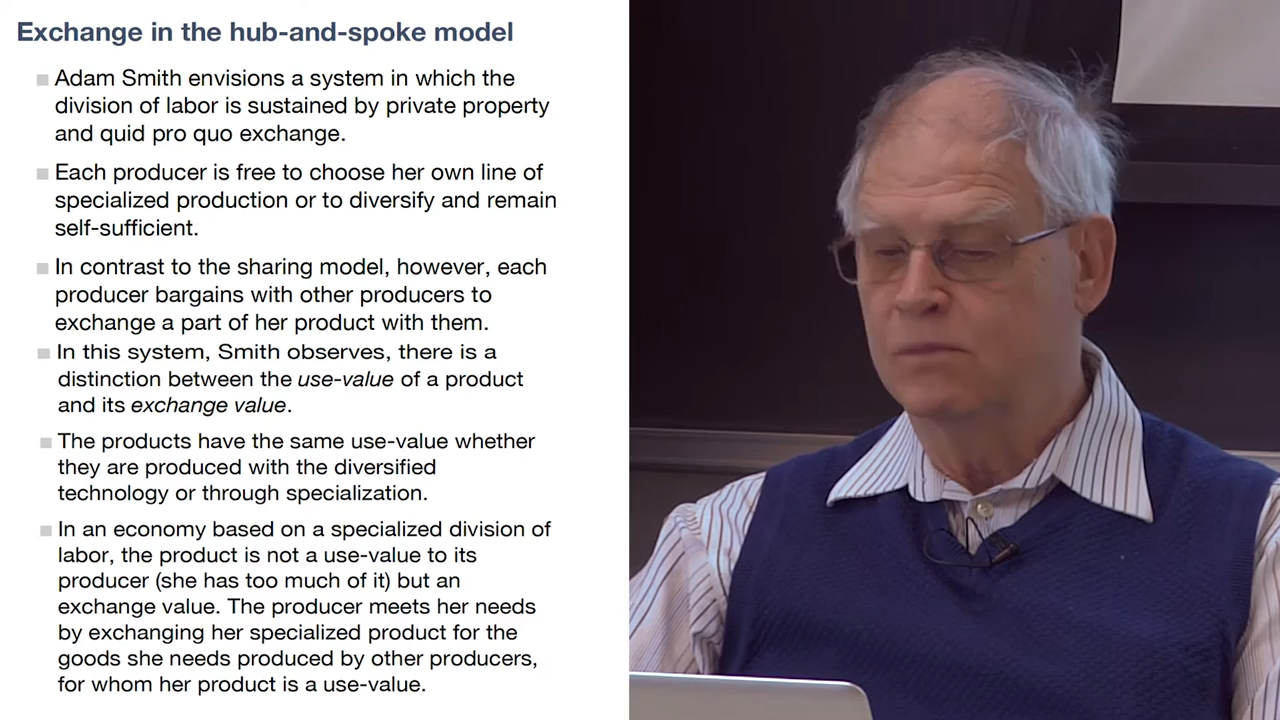 Exchange in the hub-and-spoke model
Adam Smith envisions a system in which the
division of labor is sustained by private property
and quid pro quo exchange.
Each producer is free to choose her own line of
specialized production or to diversify and remain
self-sufficient.
In contrast to the sharing model, however, each
producer bargains with other producers to
exchange a part of her product with them.
In this system, Smith observes, there is a
distinction between the use-value of a product
and its exchange value.
The products have the same use-value whether
they are produced with the diversified
technology or through specialization.
In an economy based on a specialized division of
labor, the product is not a use-value to its
producer (she has too much of it) but an
exchange value. The producer meets her needs
by exchanging her specialized product for the
goods she needs produced by other producers,
for whom her product is a use-value.